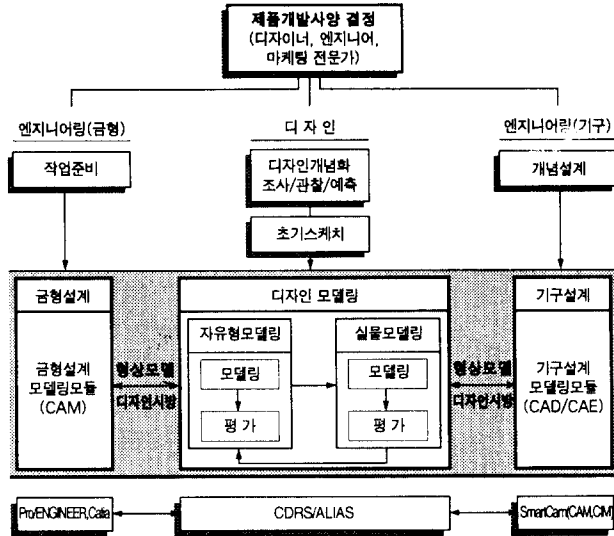 제품개발사양 결정
(디자이너, 엔지니어,
마케팅 전문가)
엔지니어링(금형)
디 자 인
엔지니어링(기구)
작업준비
디자인개념화
조사/관찰/예측
개념설계
초기스케치
금형설계
디자인 모델링
기구설계
자유형모델링
실물모델링
금형설계
모델링모듈
(CAM)
형상모델
디자인시방
모델링
평 가
모델링
평 가
형상모델
디자인시방
기구설계
모델링모듈
(CAD/CAE)
Pro/ENGINEER,Catia
CDRS/ALIAS
SmartCam(CAM,CIM)